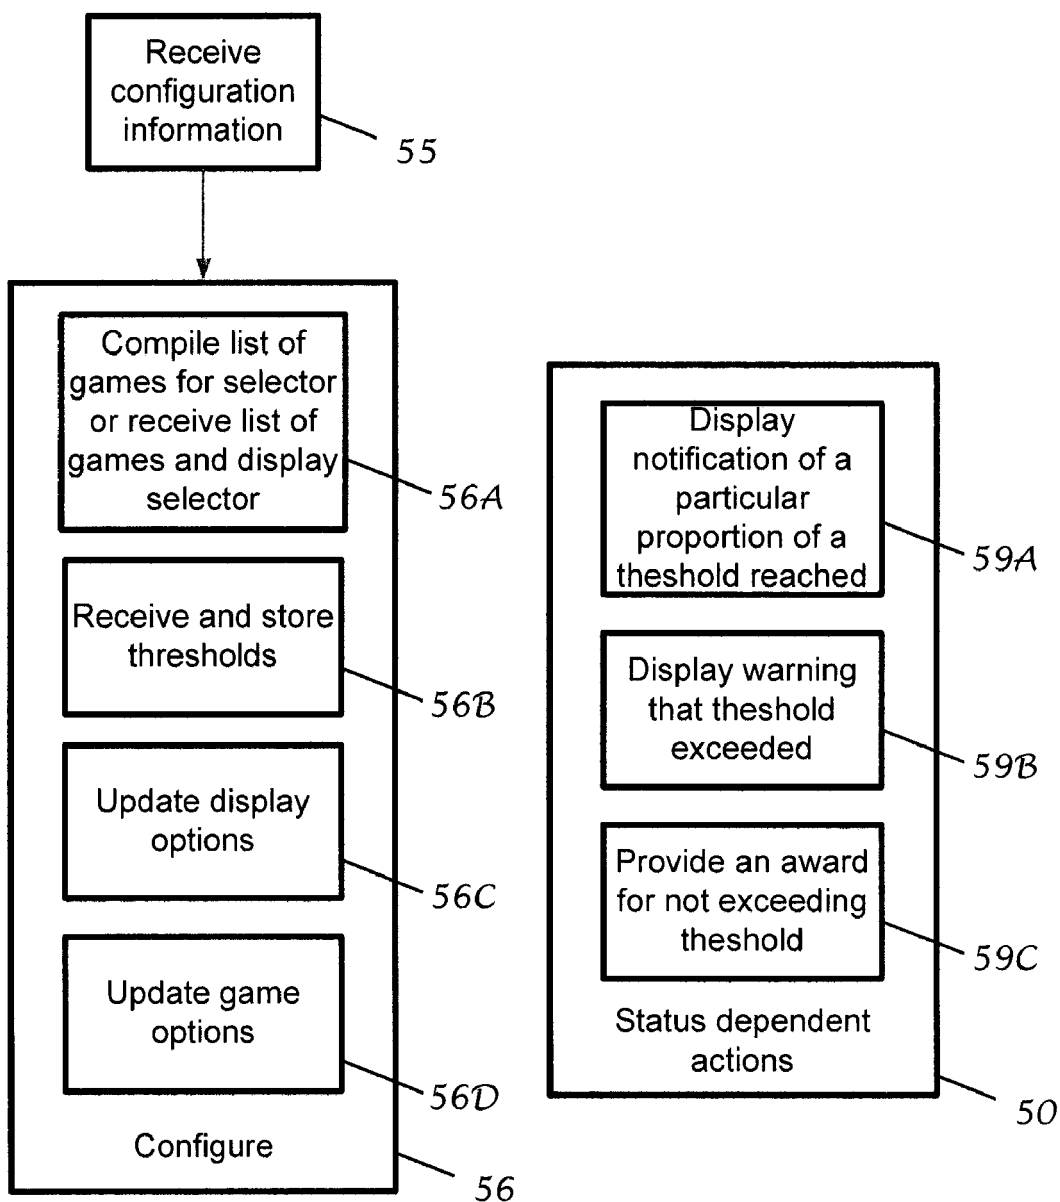 Receive
configuration
information
55
Compile list of
games for selector
or receive list of
games and display
selector
56A
Receive and store
thresholds
56B
Update display
options
56C
Update game
options
56D
Configure
56
Display
notification of a
particular
proportion of a
theshold reached
59A
Display warning
that theshold
exceeded
59B
Provide an award
for not exceeding
theshold
59C
Status dependent
actions
50